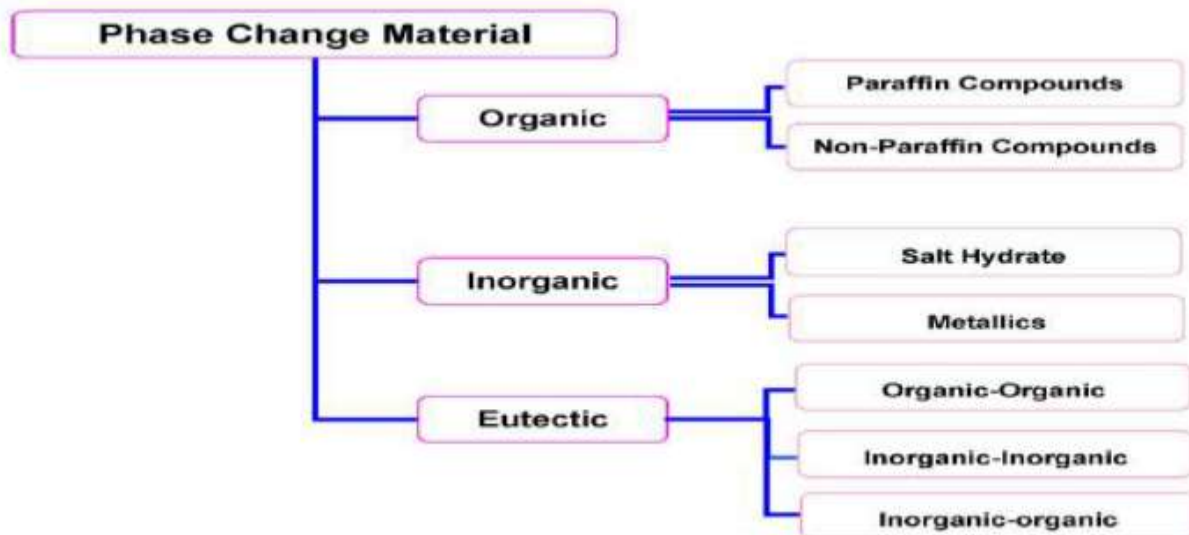 Phase Change Material
Organic
Paraffin Compounds
Non-Paraffin Compounds
Inorganic
Salt Hydrate
Metallics
Eutectic
Organic-Organic
Inorganic-Inorganic
Inorganic-organic